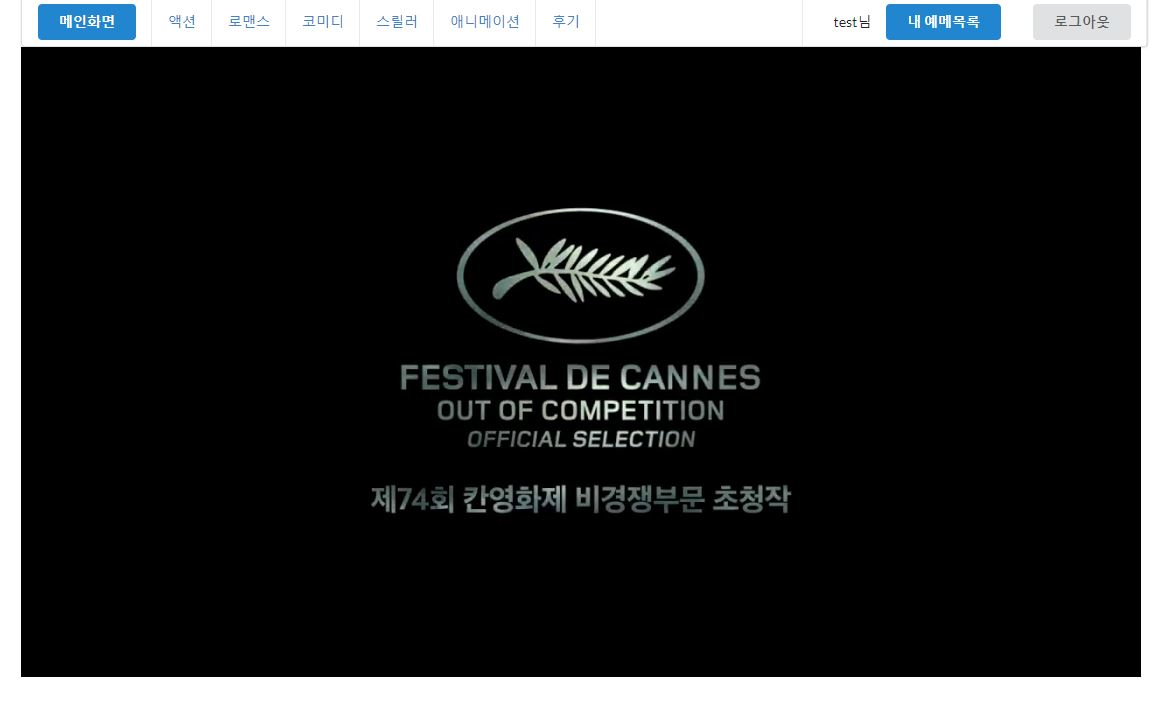 메인화면 액션 로맨스 코미디 스릴러 애니메이션 후기 test님 내 예메목록 로그아웃
FESTIVAL DE CANNES
OUT OF COMPETITION
OFFICIAL SELECTION
제74회 칸영화제 비경쟁부문 초청작